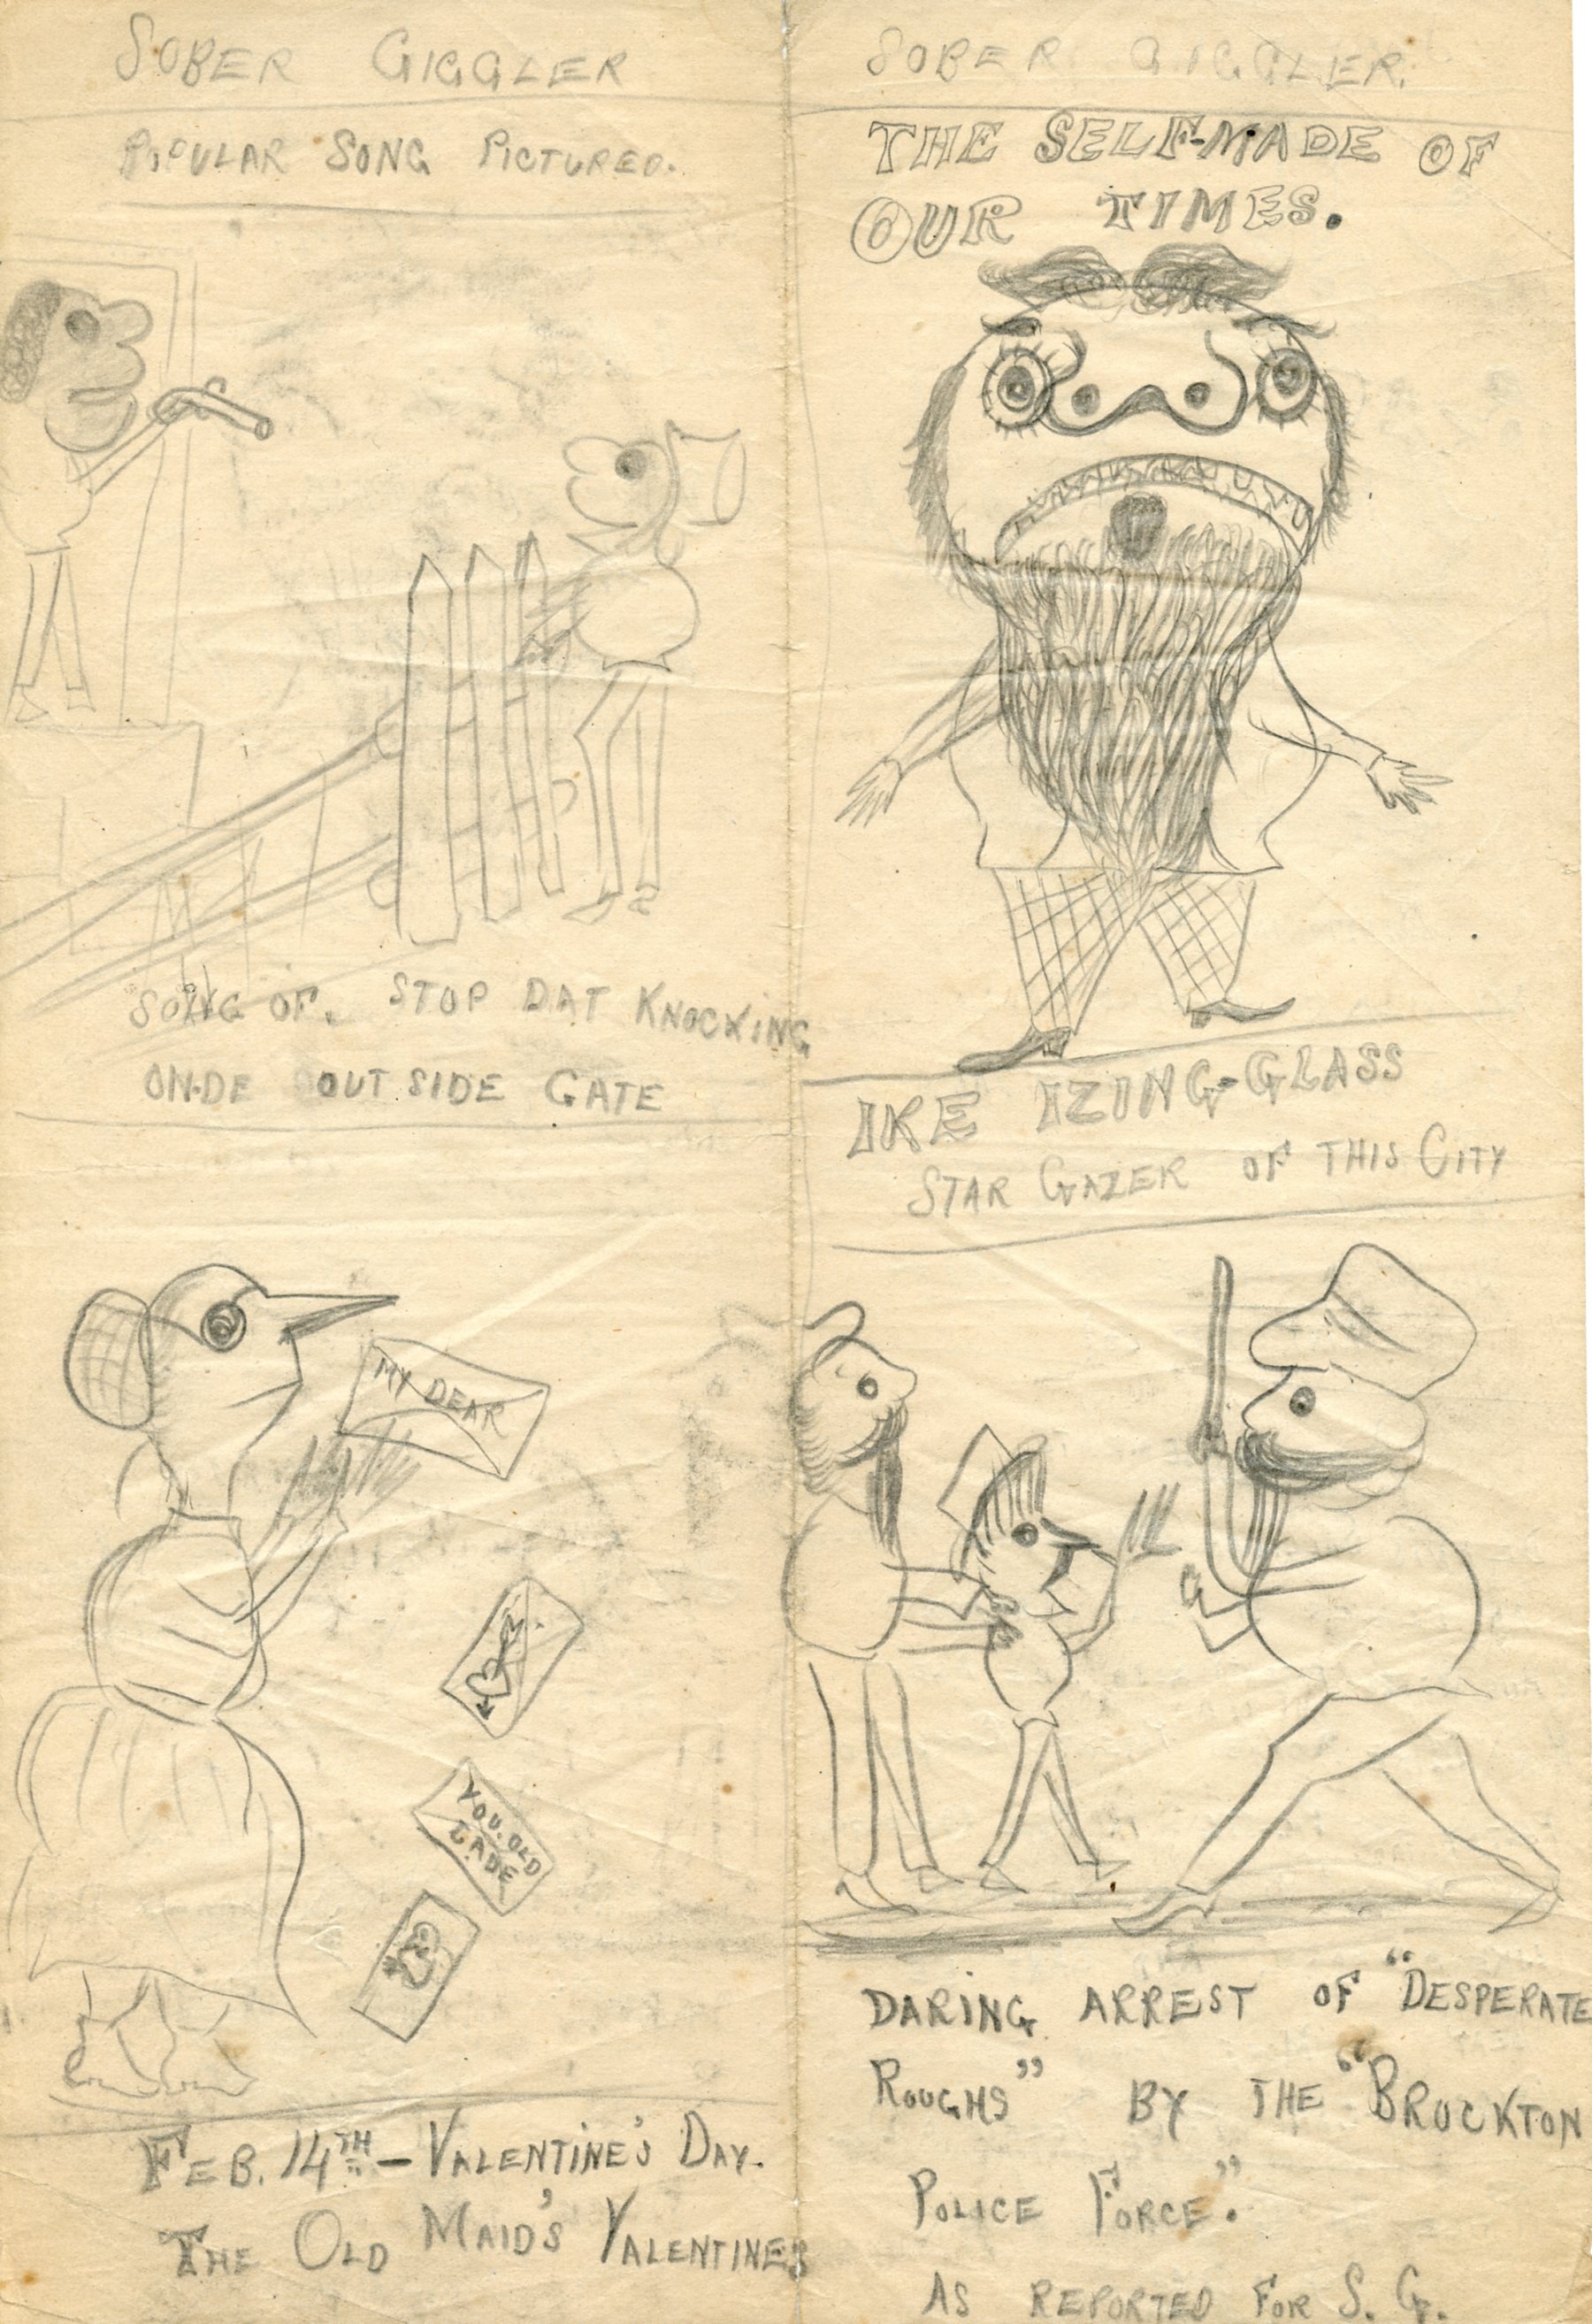 SOBER GIGGLER
POPULAR SONG PICTURED.
"SONG OF. STOP DAT KNOCKING
ON-DE OUT SIDE GATE
MY DEAR
YOU. OLD
JADE
FEB. 14TH — VALENTINE'S DAY.
THE OLD MAID'S VALENTINES
SOBER GIGGLER.
THE SELF-MADE OF
OUR TIMES.
IKE IZING-GLASS
STAR GAZER OF THIS CITY
DARING ARREST OF "DESPERATE
ROUGHS" BY THE "BROCKTON
POLICE FORCE".
AS REPORTED FOR S. G.